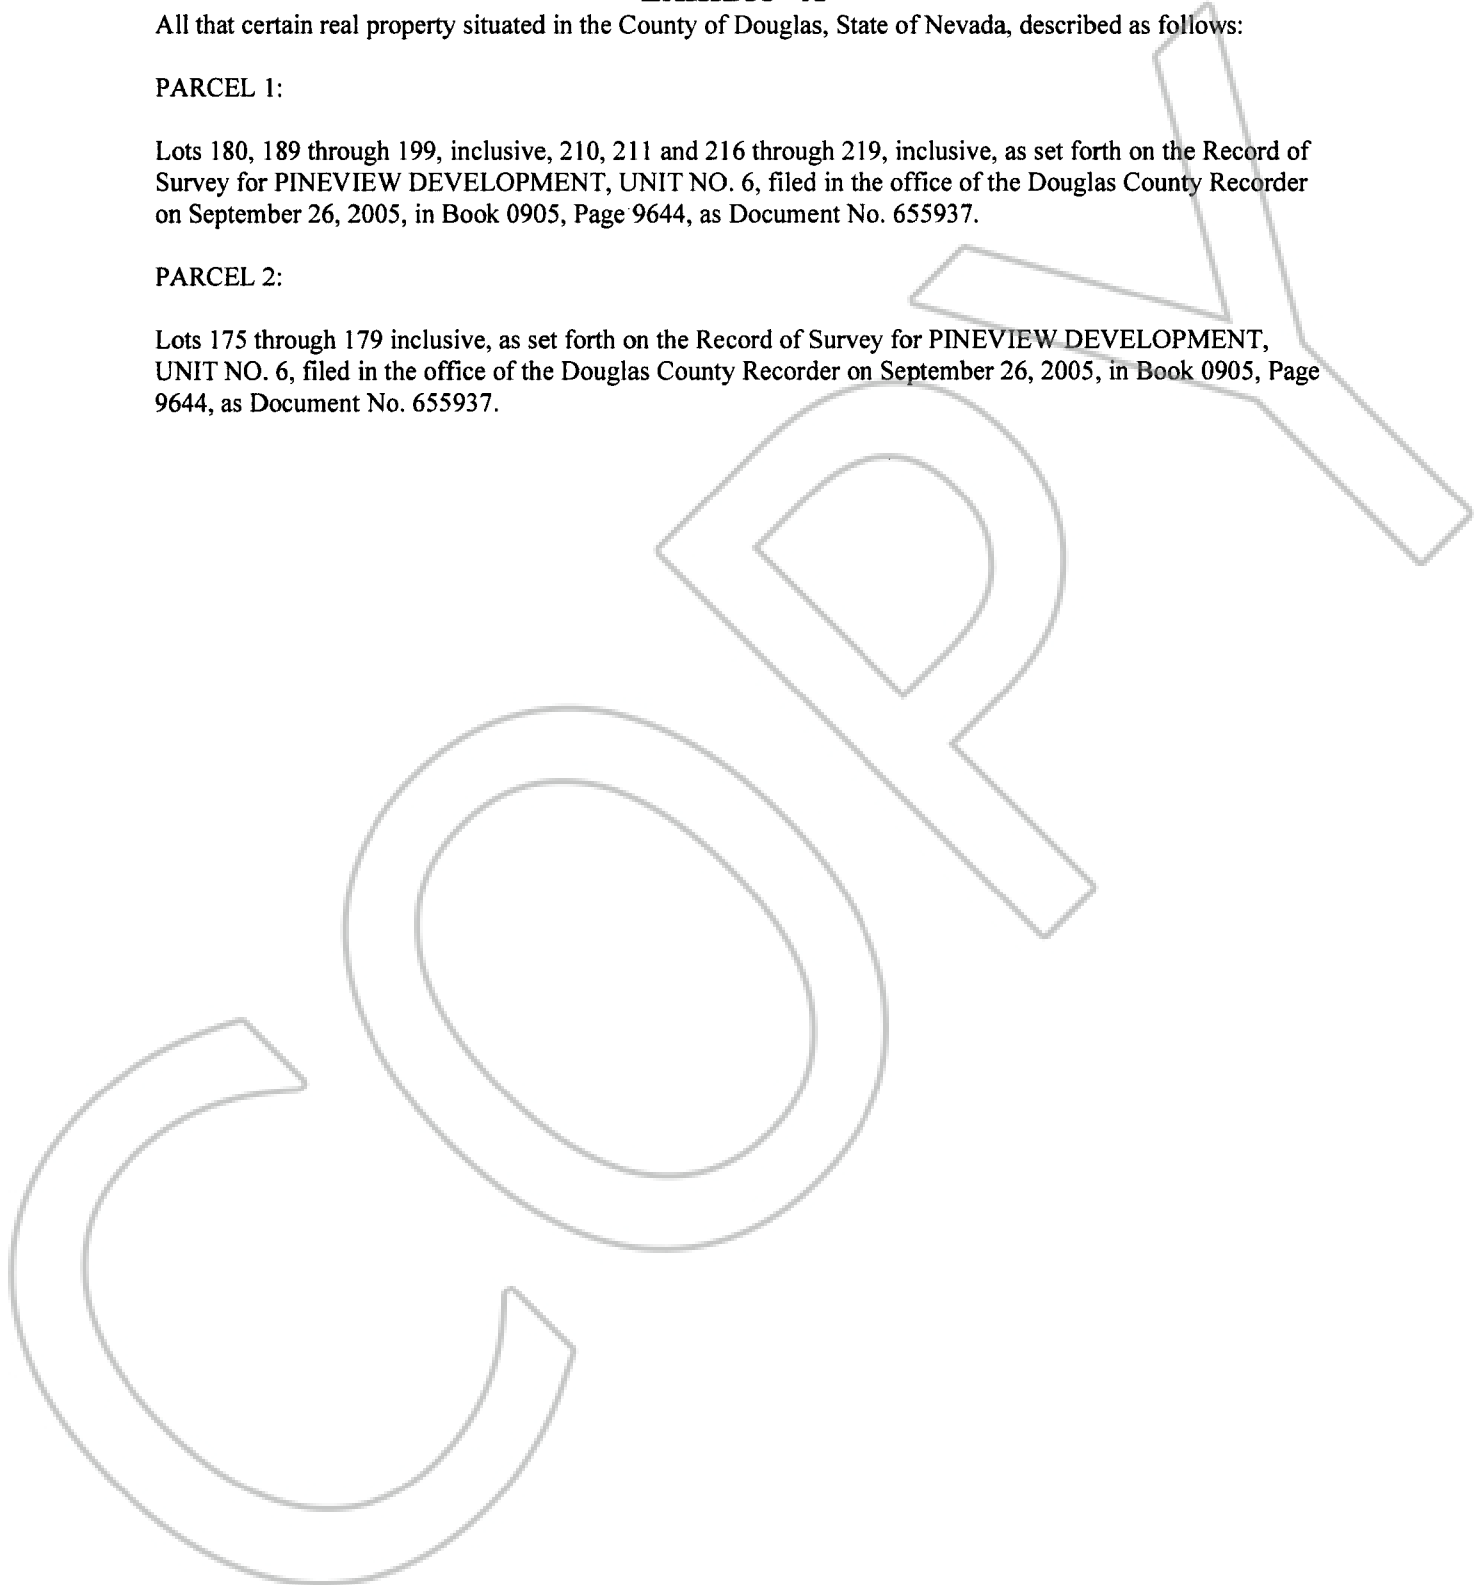 All that certain real property situated in the County of Douglas, State of Nevada, described as follows:
PARCEL 1:
Lots 180, 189 through 199, inclusive, 210, 211 and 216 through 219, inclusive, as set forth on the Record of
Survey for PINEVIEW DEVELOPMENT, UNIT NO. 6, filed in the office of the Douglas County Recorder
on September 26, 2005, in Book 0905, Page 9644, as Document No. 655937.
PARCEL 2:
Lots 175 through 179 inclusive, as set forth on the Record of Survey for PINEVIEW DEVELOPMENT,
UNIT NO. 6, filed in the office of the Douglas County Recorder on September 26, 2005, in Book 0905, Page
9644, as Document No. 655937.
COPY